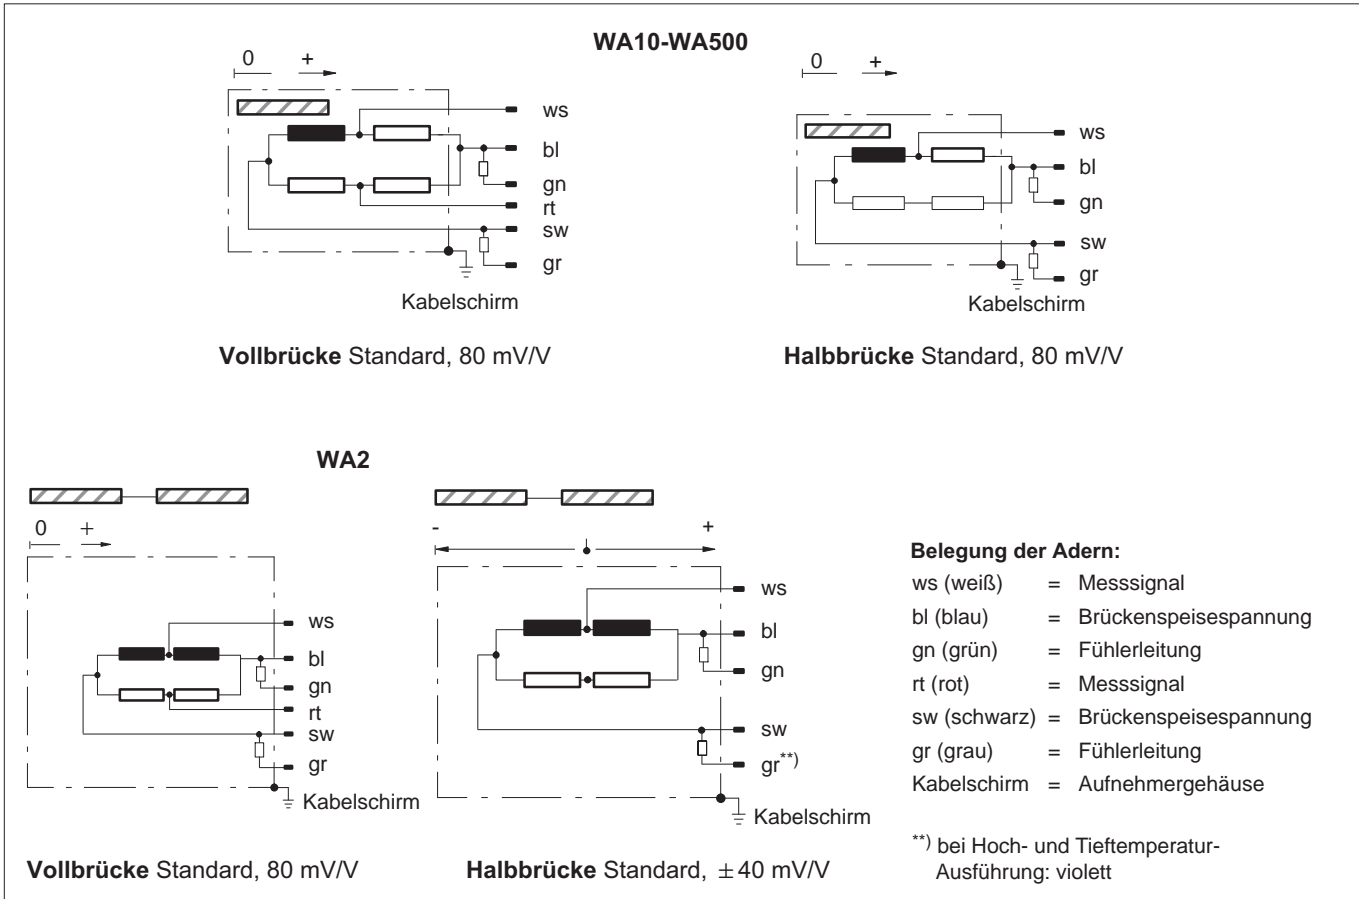 WA10-WA500
0 +
ws
bl
gn
rt
sw
gr
Kabelschirm
Vollbrücke Standard, 80 mV/V
0 +
ws
bl
gn
sw
gr
Kabelschirm
Halbbrücke Standard, 80 mV/V
WA2
0 +
ws
bl
gn
rt
sw
gr
Kabelschirm
Vollbrücke Standard, 80 mV/V
- +
ws
bl
gn
sw
gr**)
Kabelschirm
Halbbrücke Standard, ±40 mV/V
Belegung der Adern:
ws (weiß) = Messsignal
bl (blau) = Brückenspeisespannung
gn (grün) = Fühlerleitung
rt (rot) = Messsignal
sw (schwarz) = Brückenspeisespannung
gr (grau) = Fühlerleitung
Kabelschirm = Aufnehmergehäuse
**) bei Hoch- und Tieftemperatur-
Ausführung: violett